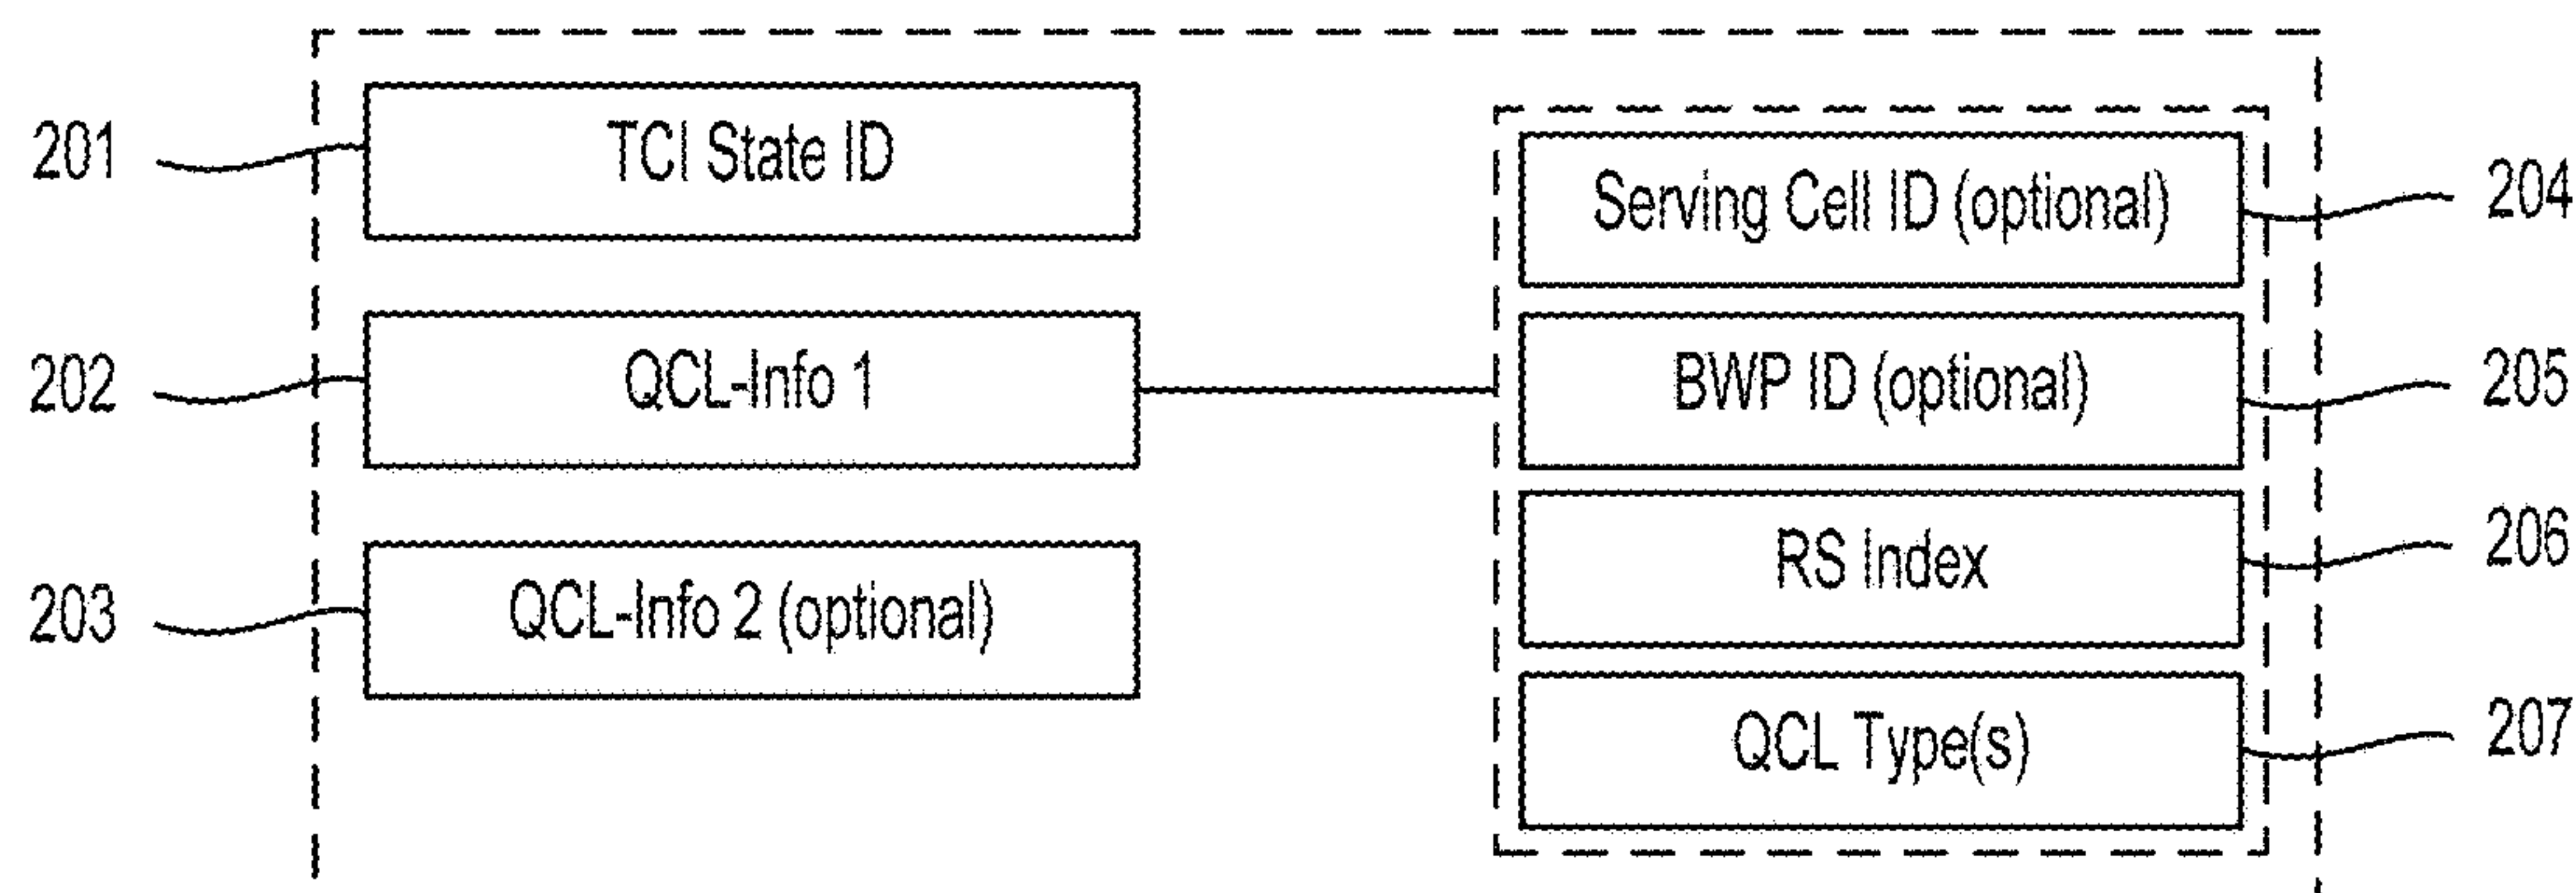 201
TCI State ID
202
QCL-Info 1
203
QCL-Info 2 (optional)
Serving Cell ID (optional)
204
BWP ID (optional)
205
RS Index
206
QCL Type(s)
207